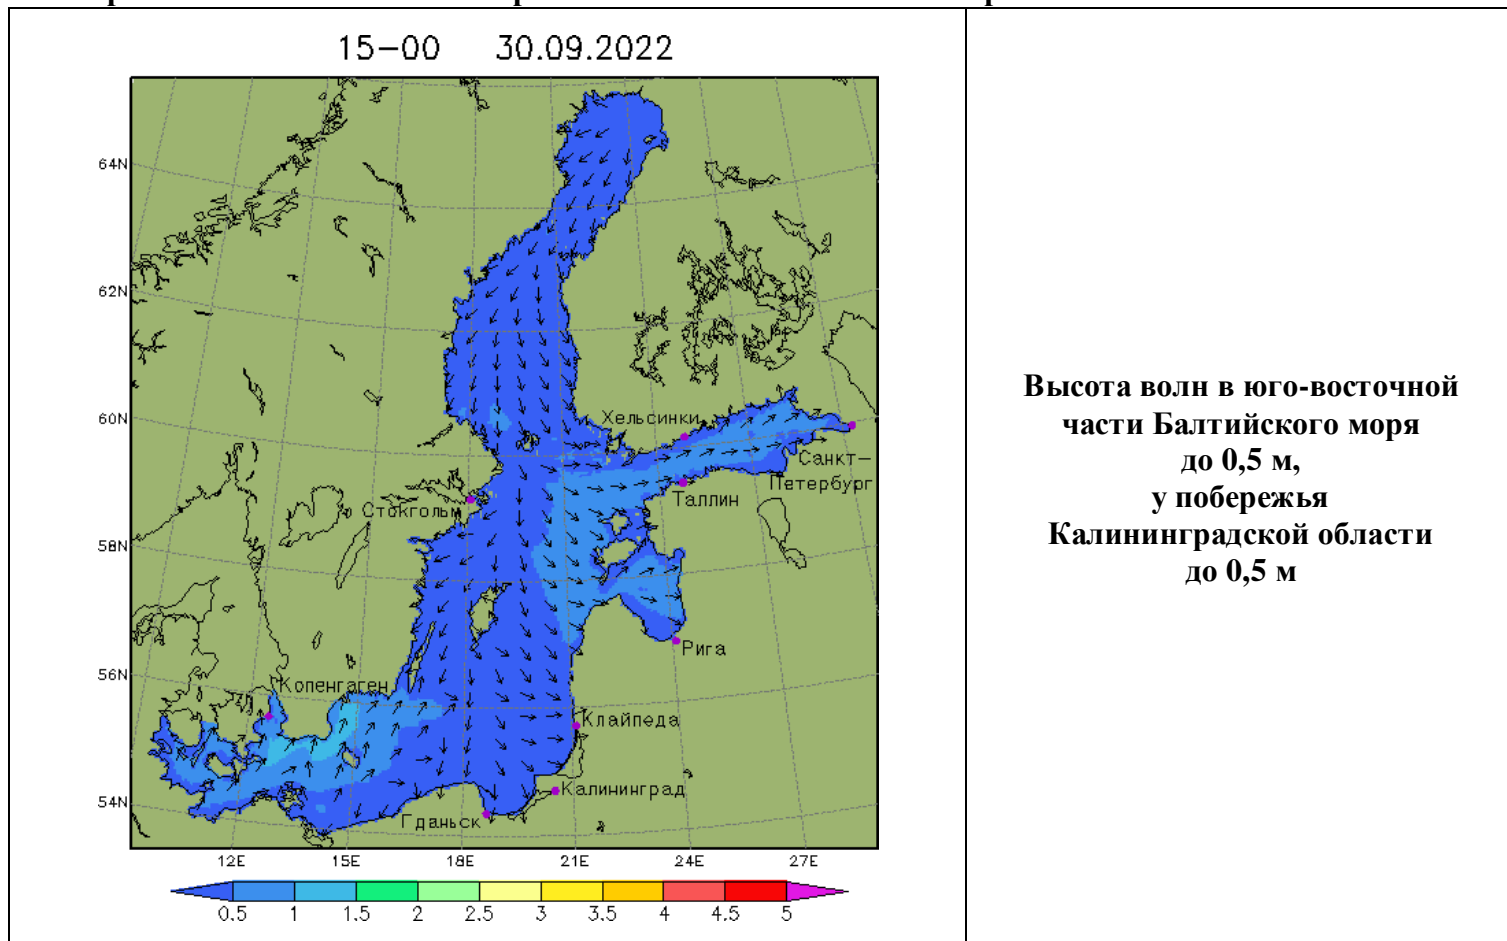 15-00 30.09.2022
64N
62N
60N
58N
56N
54N
Хельсинки
Санкт-
Петербург
Таллин
Стокгольм
Рига
Копенгаген
Клайпеда
Калининград
Гданьск
12E 15E 18E 21E 24E 27E
0.5 1 1.5 2 2.5 3 3.5 4 4.5 5
Высота волн в юго-восточной
части Балтийского моря
до 0,5 м,
у побережья
Калининградской области
до 0,5 м